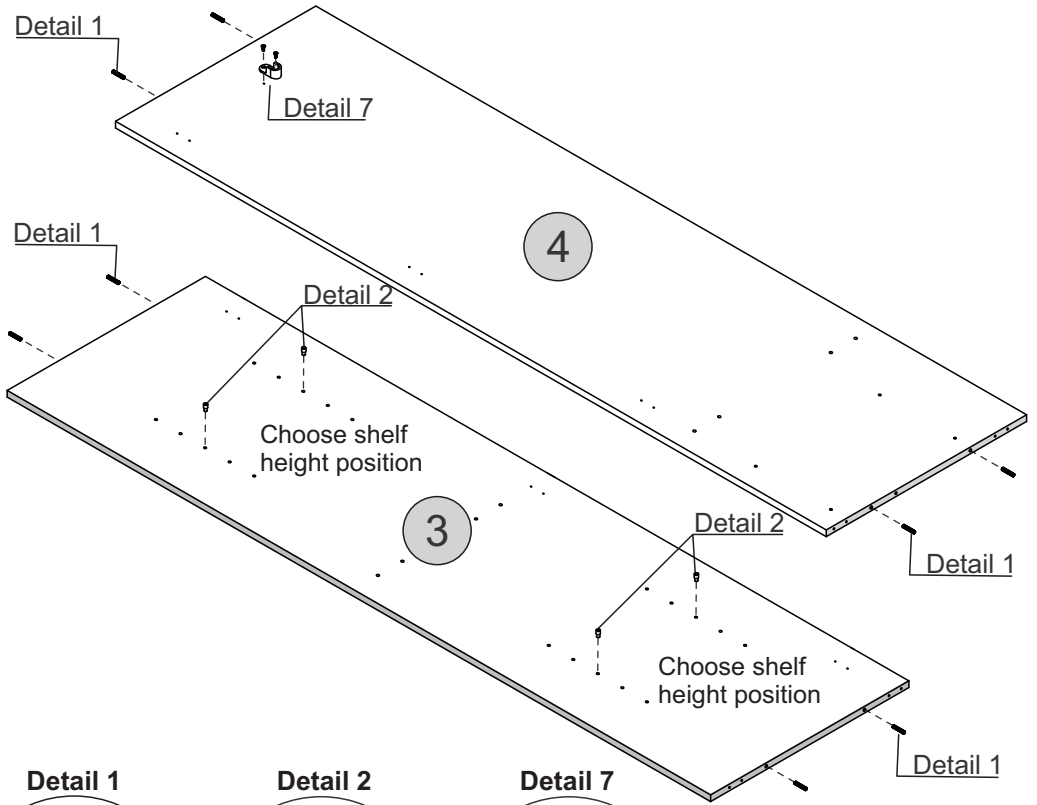 Detail 1
Detail 7
4
Detail 1
Detail 2
Choose shelf
height position
3
Detail 2
Detail 1
Choose shelf
height position
Detail 1
Detail 1
Detail 2
Detail 7